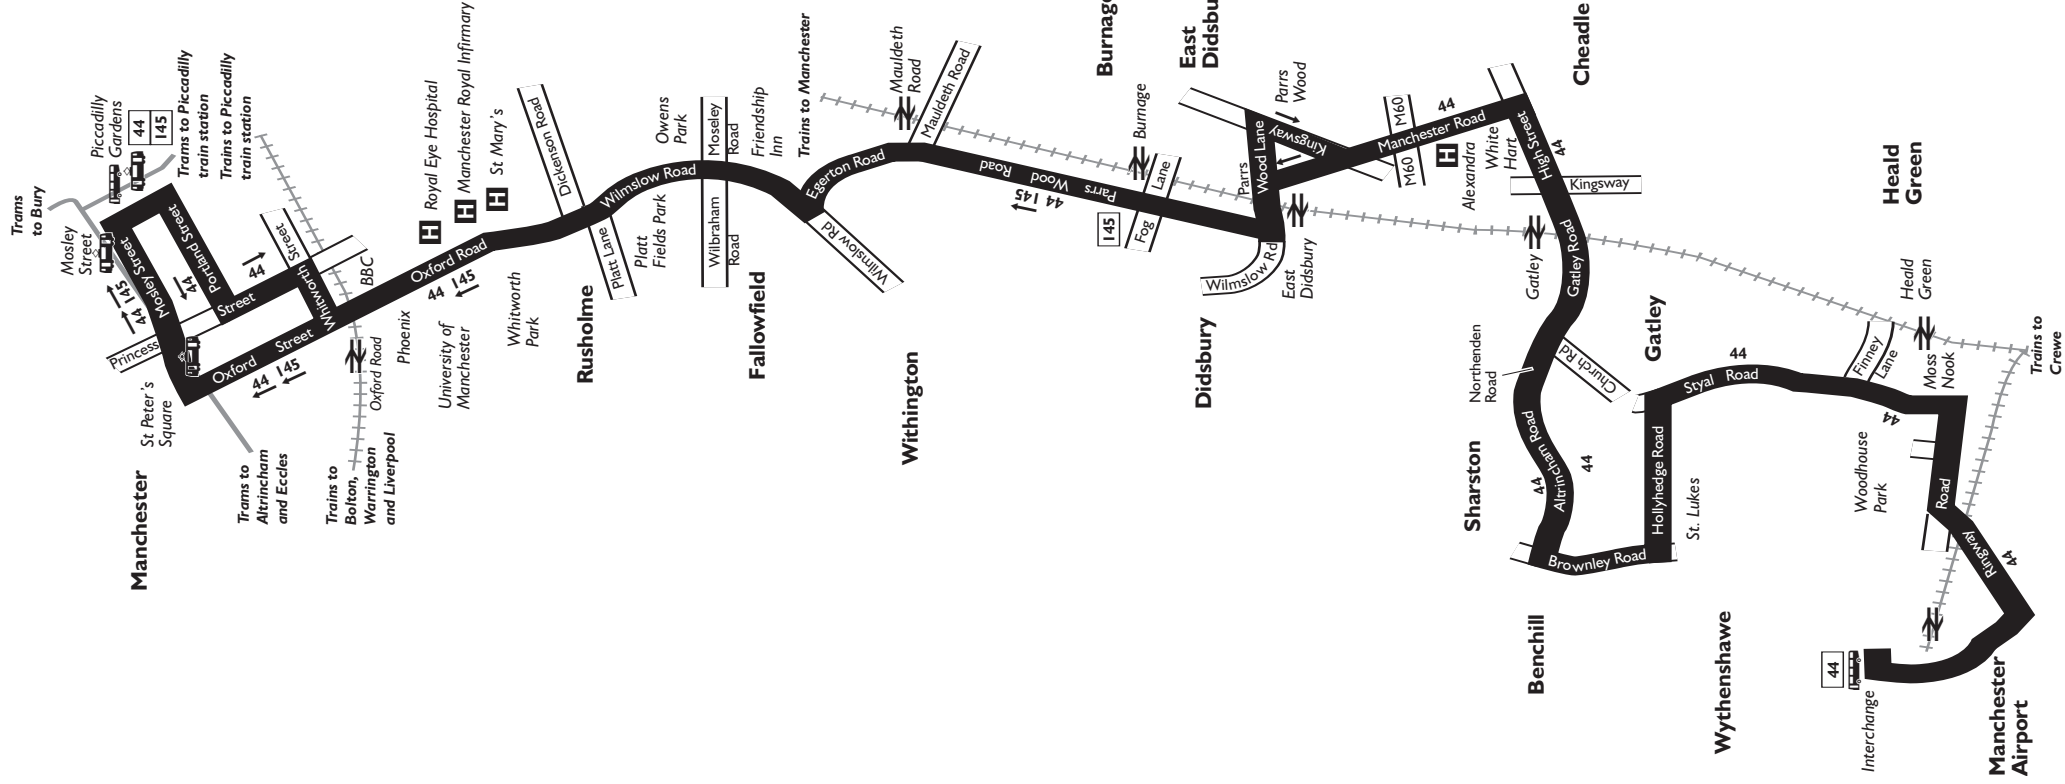 Trams
to Bury
Piccadilly
Gardens
44
145
Trams to Piccadilly
train station
Trains to Piccadilly
train station
Mosley
Street
Mosley Street
Portland Street
44 145
44
44
Street
Street
Princess
Whitworth
St Peter's
Square
Oxford Street
44 145
BBC
Manchester
Trams to
Altrincham
and Eccles
Trains to
Bolton,
Warrington
and Liverpool
Oxford Road
Phoenix
Oxford Road
44 145
H Royal Eye Hospital
H Manchester Royal Infirmary
H St Mary's
University of
Manchester
Whitworth
Park
Dickenson Road
Platt Lane
Rusholme
Wilmslow Road
Platt
Fields Park
Owens
Park
Moseley
Road
Wilbraham
Road
Friendship
Inn
Fallowfield
Trains to Manchester
Egerton Road
Wilmslow Rd
Mauldeth
Road
Mauldeth Road
Withington
Parrs Wood Road
44 145
145
Burnag
Burnage
Fog Lane
East
Didsbu
Parrs
Wood
Parrs
Wood Lane
Kingsway
Wilmslow Rd
East
Didsbury
Didsbury
M60
M60
Manchester Road
44
H
Alexandra
White
Hart
Cheadle
High Street
44
Kingsway
Gatley
Gatley Road
Northenden
Road
Church Rd
Gatley
Heald
Green
Sharston
Altrincham Road
44
44
Brownley Road
Hollyhedge Road
St. Lukes
Styal Road
44
Finney
Lane
Heald
Green
Moss
Nook
44
Trains to
Crewe
Woodhouse
Park
Ringway Road
44
Benchill
Wythenshawe
44
Interchange
Manchester
Airport